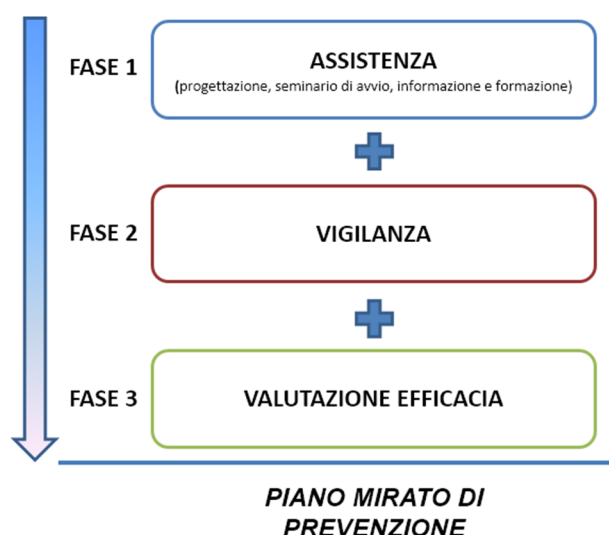 FASE 1
ASSISTENZA
(progettazione, seminario di avvio, informazione e formazione)
FASE 2
VIGILANZA
FASE 3
VALUTAZIONE EFFICACIA
PIANO MIRATO DI
PREVENZIONE